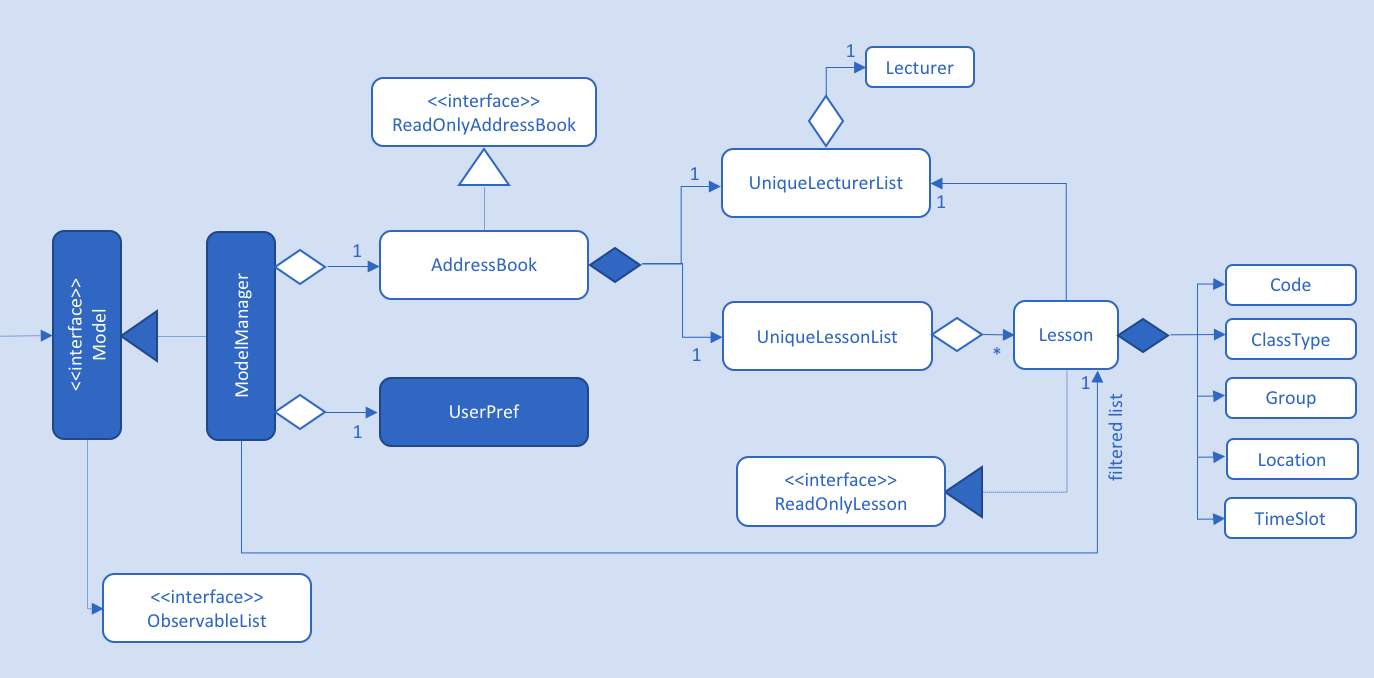 1
Lecturer
<<interface>>
ReadOnlyAddressBook
1
UniqueLecturerList
1
<<interface>>
Model
ModelManager
1
AddressBook
UniqueLessonList
1
*
Lesson
1
Code
ClassType
Group
Location
TimeSlot
UserPref
1
filtered list
<<interface>>
ReadOnlyLesson
<<interface>>
ObservableList